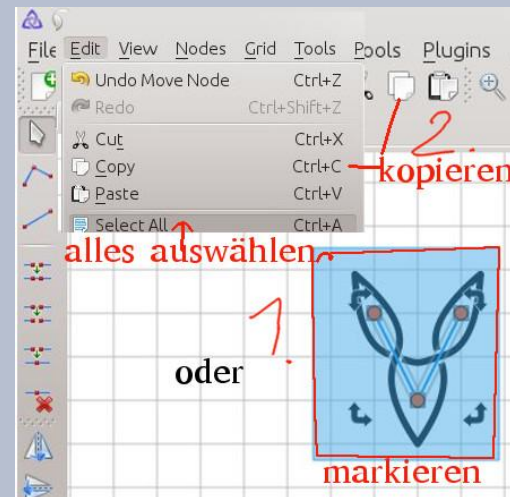 File Edit View Nodes Grid Tools Pools Plugins
Undo Move Node Ctrl+Z
Redo Ctrl+Shift+Z
2.
Cut Ctrl+X
Copy Ctrl+C
kopieren
Paste Ctrl+V
Select All Ctrl+A
alles auswählen
1.
oder
markieren